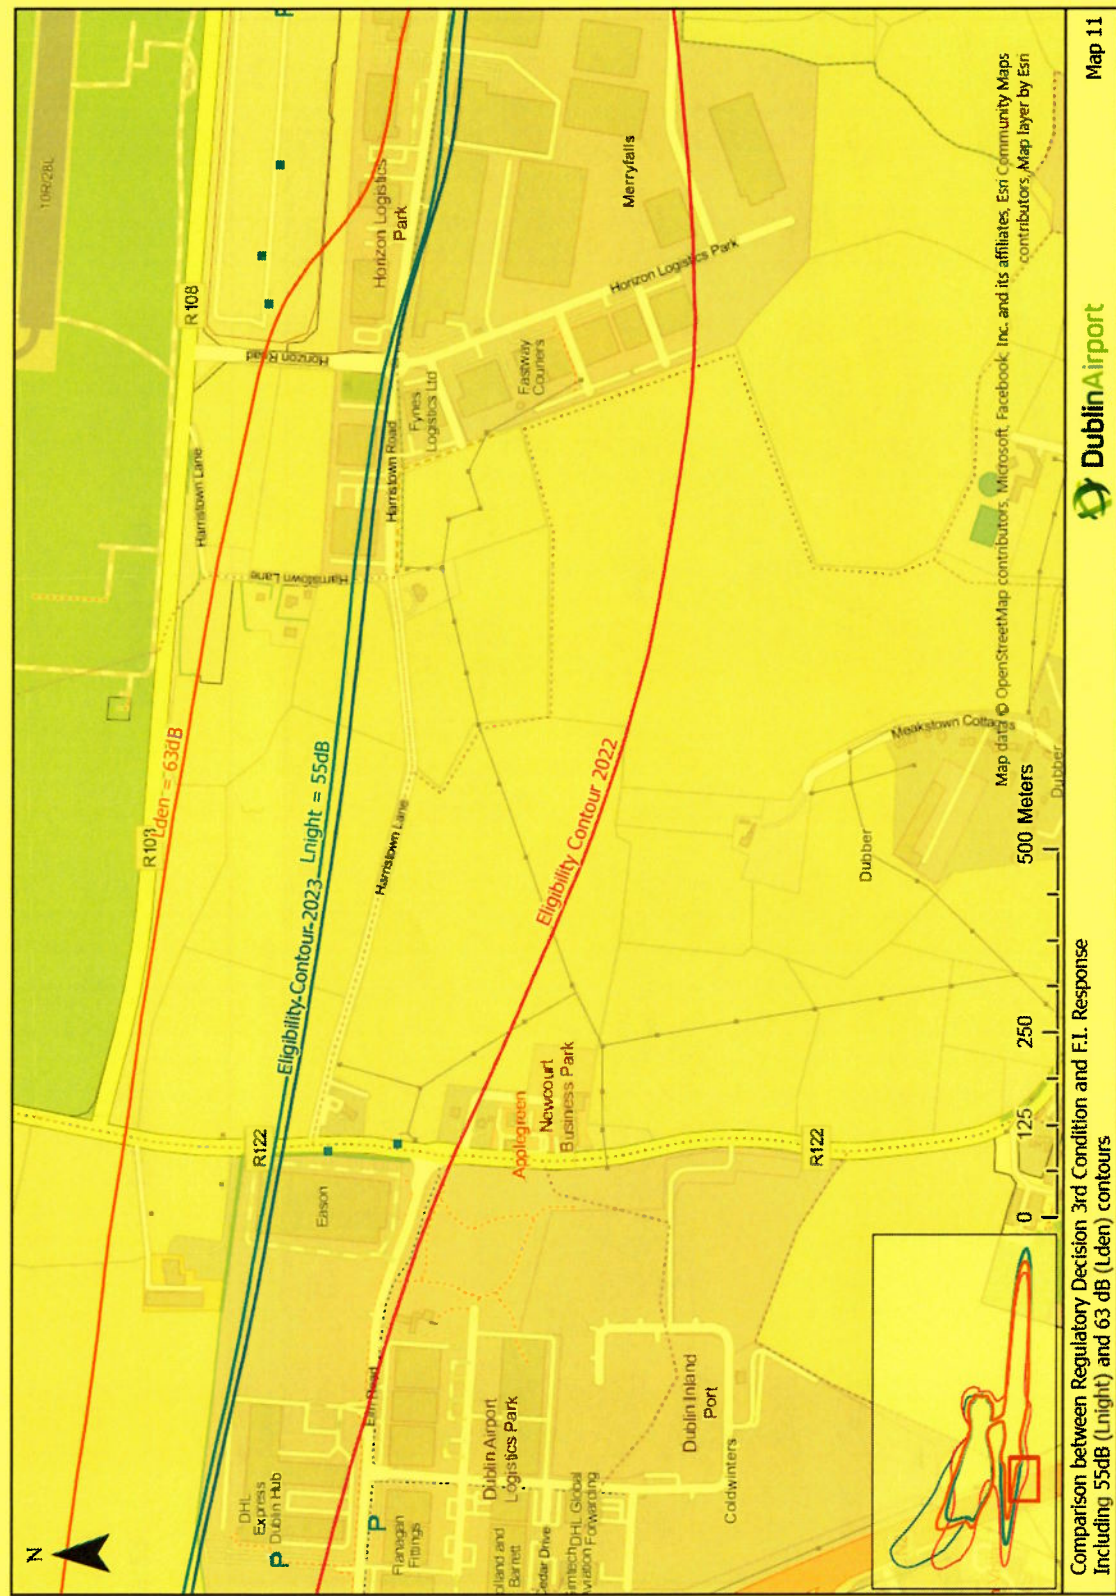 N
10R/28L
R108
Horizon Road
Horizon Logistics
Park
Merryfalls
Horizon Logistics Park
Fastway
Couriers
Fynes
Logistics Ltd
Harristown Road
Harristown Lane
Harristown Lane
Lden = 63dB
Eligibility Contour 2023
Lnight = 55dB
Harristown Lane
Eligibility Contour 2022
Meakstown Cottages
Dubber
Dubber
R122
Eason
Applegreen
Newcourt
Business Park
R122
DHL
Express
Dublin Hub
P
P
Flanagan
Fittings
Dublin Airport
Logistics Park
Barrett
DHL Global
Forwarding
Dublin Inland
Port
Coldwinters
Map data © OpenStreetMap contributors, Microsoft, Facebook, Inc. and its affiliates, Esri Community Maps
contributors, Map layer by Esri
0 125 250 500 Meters
Comparison between Regulatory Decision 3rd Condition and F.I. Response
Including 55dB (Lnight) and 63 dB (Lden) contours
DublinAirport
Map 11